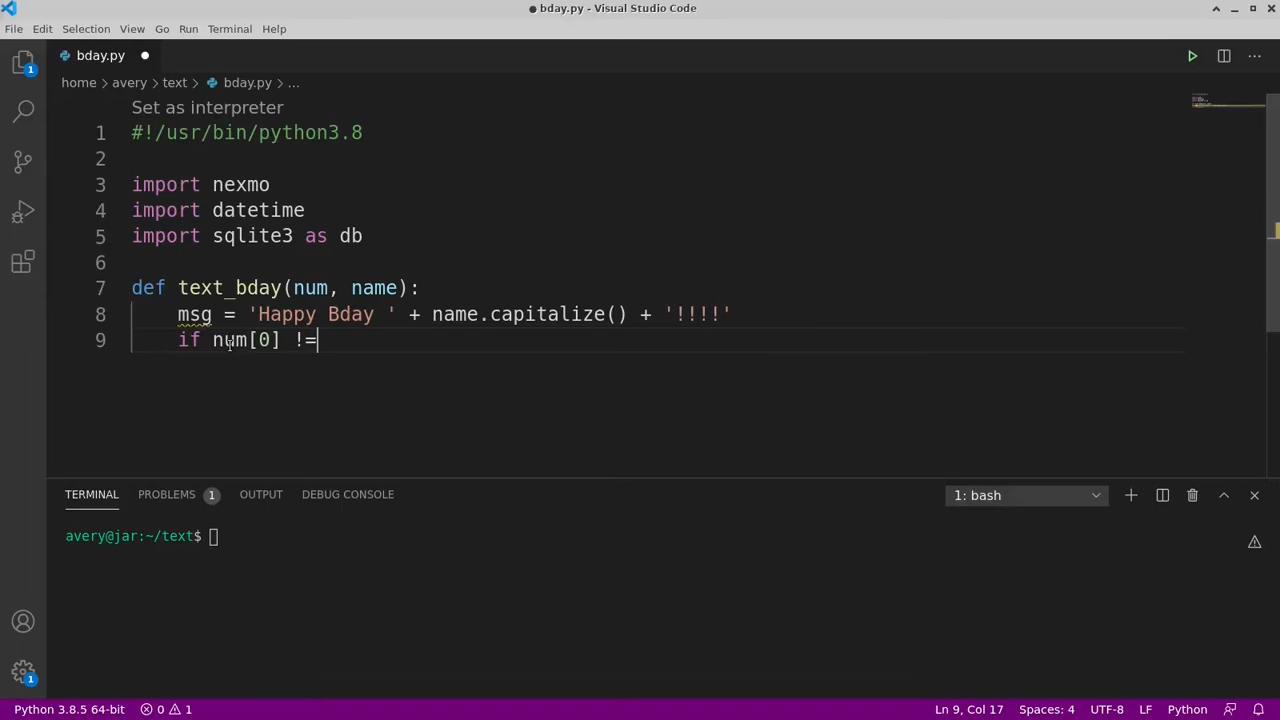 bday.py - Visual Studio Code
File Edit Selection View Go Run Terminal Help
1 bday.py
home > avery > text > bday.py > ...
Set as interpreter
1 #!/usr/bin/python3.8
2
3 import nexmo
4 import datetime
5 import sqlite3 as db
6
7 def text_bday(num, name):
8 msg = 'Happy Bday ' + name.capitalize() + '!!!!'
9 if num[0] !=
TERMINAL PROBLEMS 1 OUTPUT DEBUG CONSOLE 1: bash
avery@jar:~/text$
1
Python 3.8.5 64-bit 0 1 Ln 9, Col 17 Spaces: 4 UTF-8 LF Python